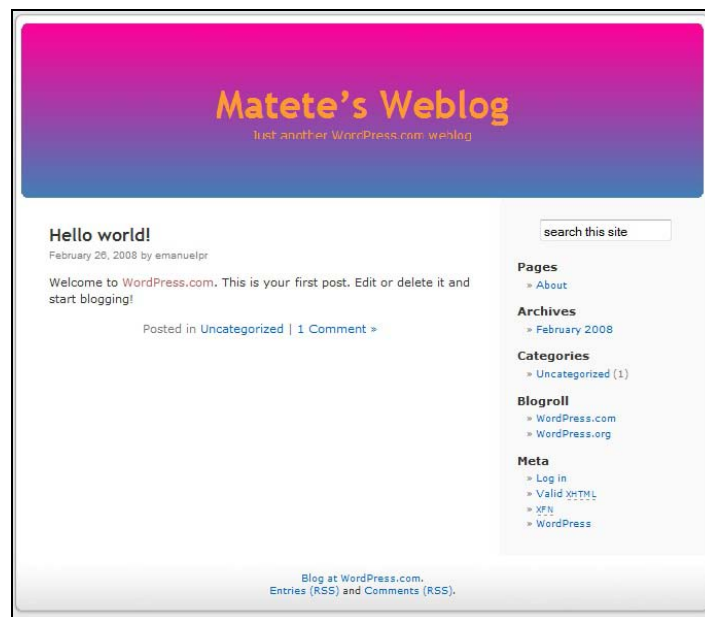 Matete's Weblog
Just another WordPress.com weblog
Hello world!
February 26, 2008 by emanuelpr
Welcome to WordPress.com. This is your first post. Edit or delete it and
start blogging!
Posted in Uncategorized | 1 Comment »
search this site
Pages
» About
Archives
» February 2008
Categories
» Uncategorized (1)
Blogroll
» WordPress.com
» WordPress.org
Meta
» Log in
» Valid XHTML
» XFN
» WordPress
Blog at WordPress.com.
Entries (RSS) and Comments (RSS).